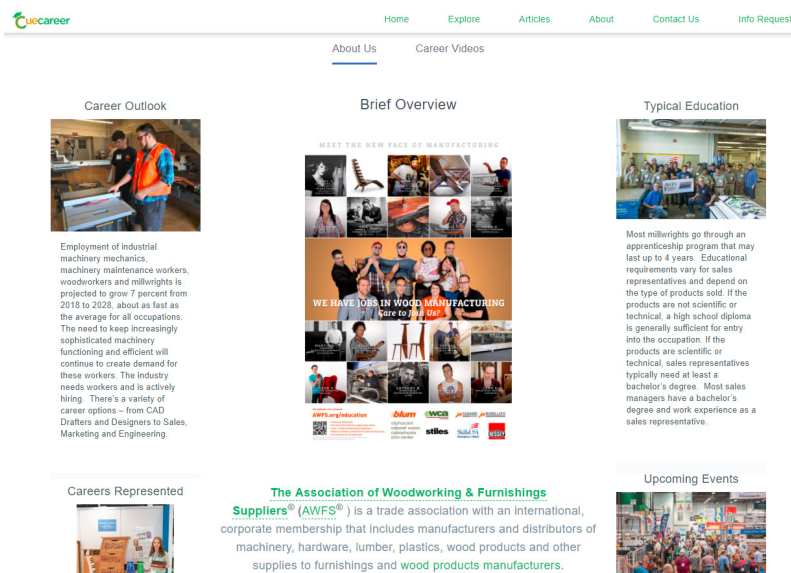 Cuecareer
Home Explore Articles About Contact Us Info Request
About Us Career Videos
Career Outlook
Employment of industrial
machinery mechanics,
machinery maintenance workers,
woodworkers and millwrights is
projected to grow 7 percent from
2018 to 2028, about as fast as
the average for all occupations.
The need to keep increasingly
sophisticated machinery
functioning and efficient will
continue to create demand for
these workers. The industry
needs workers and is actively
hiring. There's a variety of
career options – from CAD
Drafters and Designers to Sales,
Marketing and Engineering.
Careers Represented
Brief Overview
MEET THE NEW FACE OF MANUFACTURING
WE HAVE JOBS IN WOOD MANUFACTURING
Care to Join Us?
AWFS.org/education
blum
wca
stiles
SkillsUSA
The Association of Woodworking & Furnishings
Suppliers® (AWFS® ) is a trade association with an international,
corporate membership that includes manufacturers and distributors of
machinery, hardware, lumber, plastics, wood products and other
supplies to furnishings and wood products manufacturers.
Typical Education
Most millwrights go through an
apprenticeship program that may
last up to 4 years. Educational
requirements vary for sales
representatives and depend on
the type of products sold. If the
products are not scientific or
technical, a high school diploma
is generally sufficient for entry
into the occupation. If the
products are scientific or
technical, sales representatives
typically need at least a
bachelor's degree. Most sales
managers have a bachelor's
degree and work experience as a
sales representative.
Upcoming Events